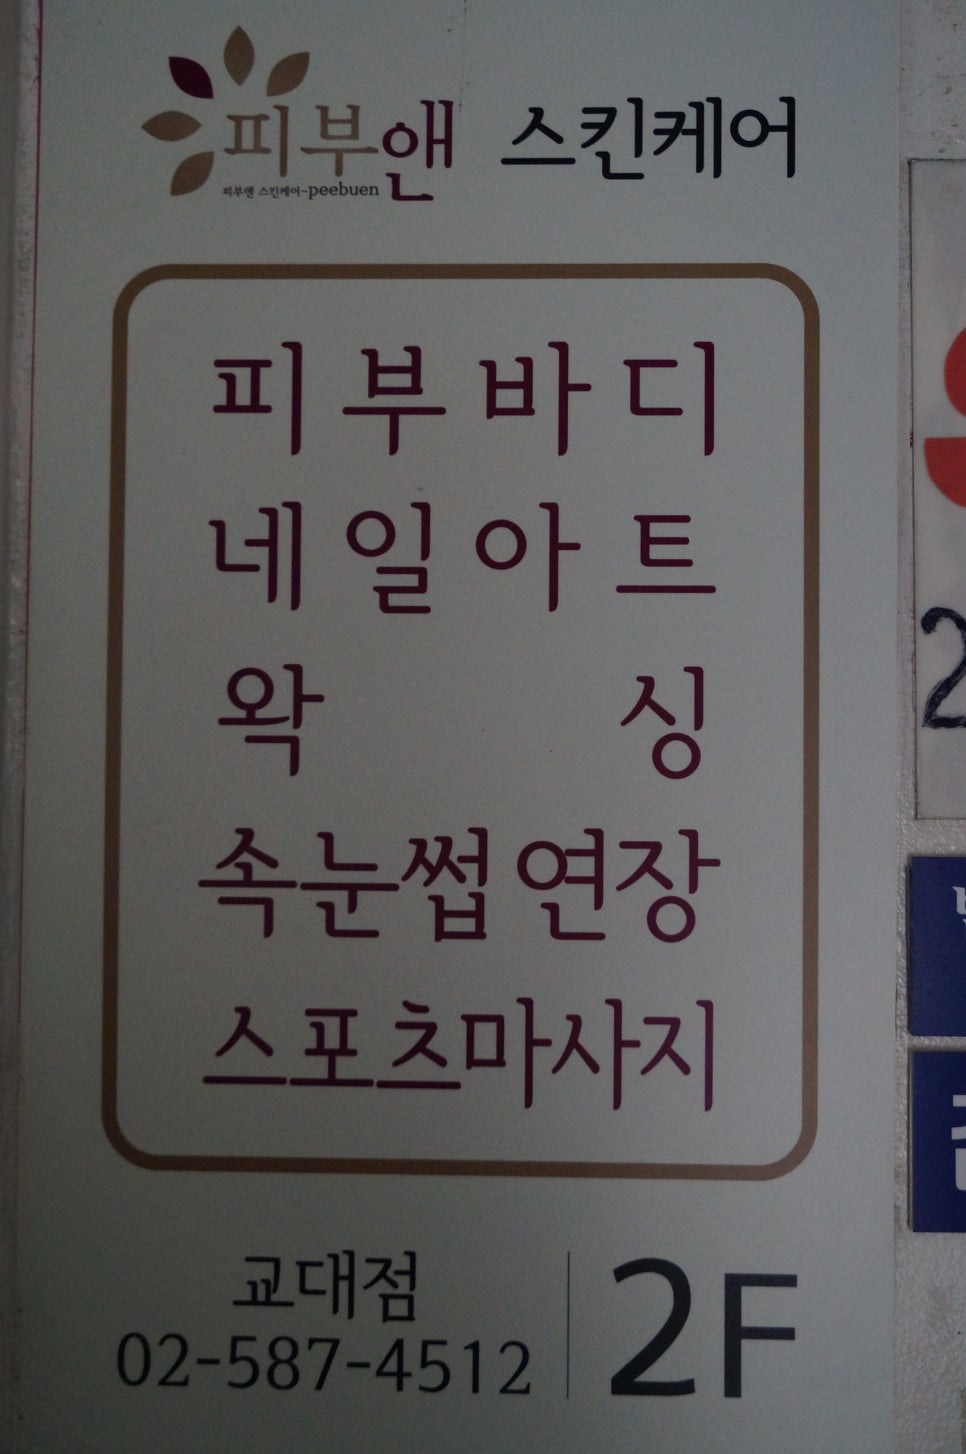 피부앤 스킨케어
피부앤 스킨케어-peebuen
피부바디
네일아트
왁싱
속눈썹연장
스포츠마사지
교대점
02-587-4512
2F
2